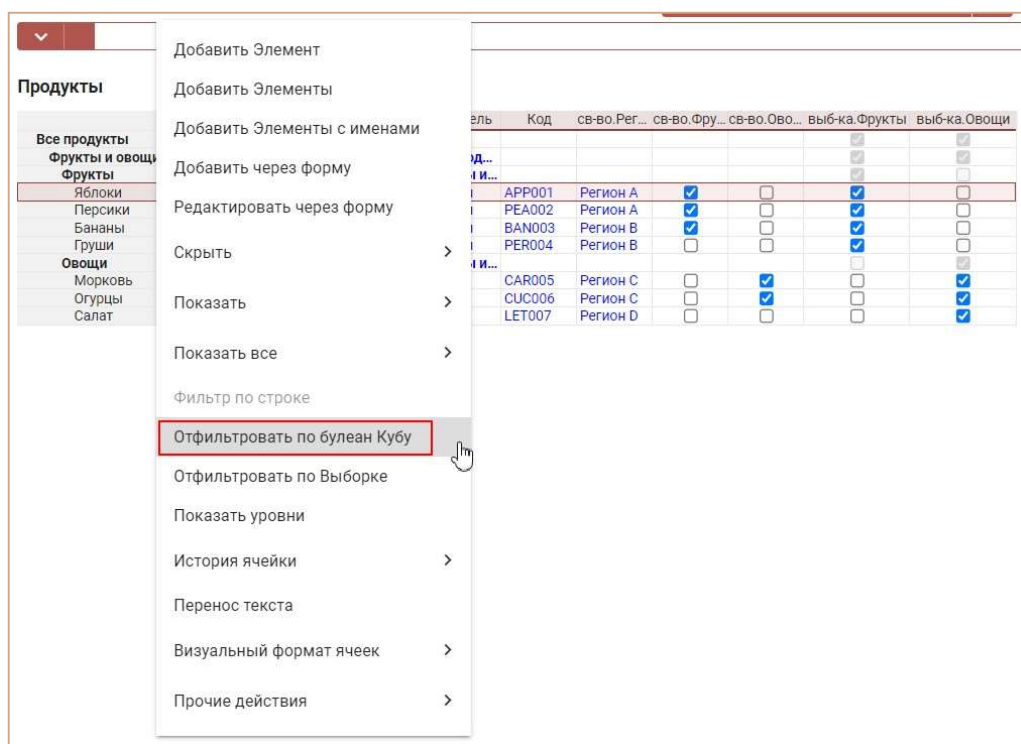 Добавить Элемент
Продукты
Добавить Элементы
Добавить Элементы с именами
Добавить через форму
Редактировать через форму
Скрыть
Показать
Показать все
Фильтр по строке
Отфильтровать по булеан Кубу
Отфильтровать по Выборке
Показать уровни
История ячейки
Перенос текста
Визуальный формат ячеек
Прочие действия
ель Код св-во.Рег... св-во.Фру... св-во.Ово... выб-ка.Фрукты выб-ка.Овощи
Все продукты
Фрукты и овощи од...
Фрукты ы и...
Яблоки APP001 Регион A
Персики PEA002 Регион A
Бананы BAN003 Регион B
Груши PER004 Регион B
Овощи ы и...
Морковь CAR005 Регион C
Огурцы CUC006 Регион C
Салат LET007 Регион D